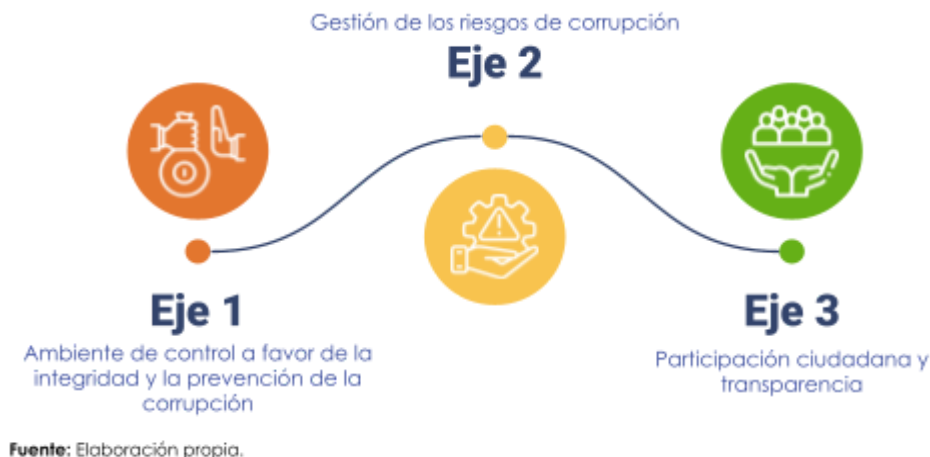 Gestión de los riesgos de corrupción
Eje 2
Eje 1
Ambiente de control a favor de la
integridad y la prevención de la
corrupción
Eje 3
Participación ciudadana y
transparencia
Fuente: Elaboración propia.